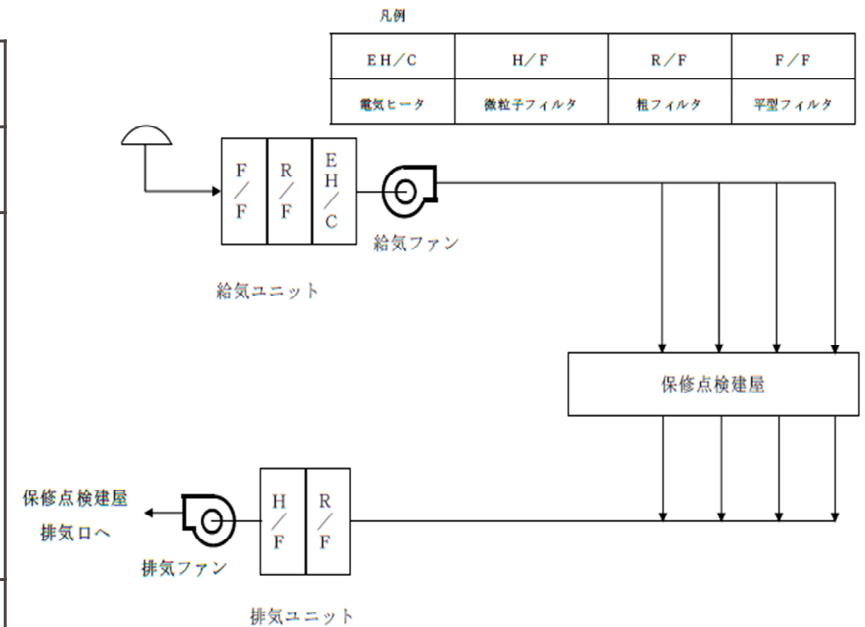 凡例
EH/C H/F R/F F/F
電気ヒータ 微粒子フィルタ 粗フィルタ 平型フィルタ
F/F R/F EH/C
給気ファン
給気ユニット
保修点検建屋
H/F R/F
保修点検建屋
排気口へ
排気ファン
排気ユニット